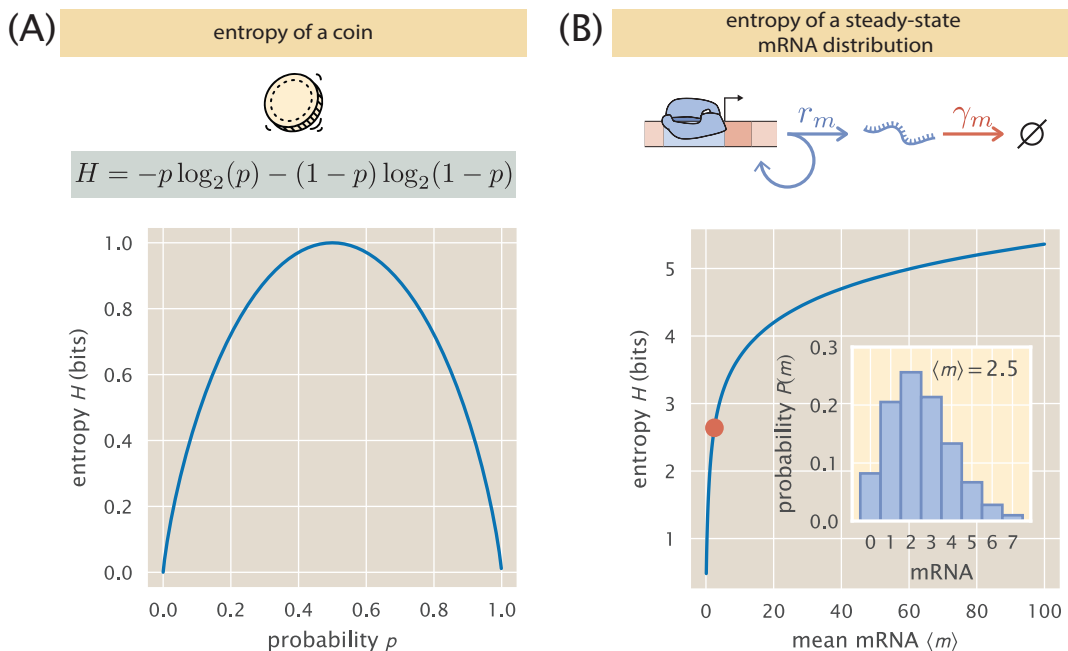 (A)
entropy of a coin
H = −p log₂(p) − (1 − p) log₂(1 − p)
entropy H (bits)
1.0
0.8
0.6
0.4
0.2
0.0
0.0 0.2 0.4 0.6 0.8 1.0
probability p
(B)
entropy of a steady-state
mRNA distribution
rₘ
γₘ
∅
entropy H (bits)
5
4
3
2
1
0 20 40 60 80 100
mean mRNA ⟨m⟩
probability P(m)
0.3
0.2
0.1
0.0
⟨m⟩ = 2.5
0 1 2 3 4 5 6 7
mRNA